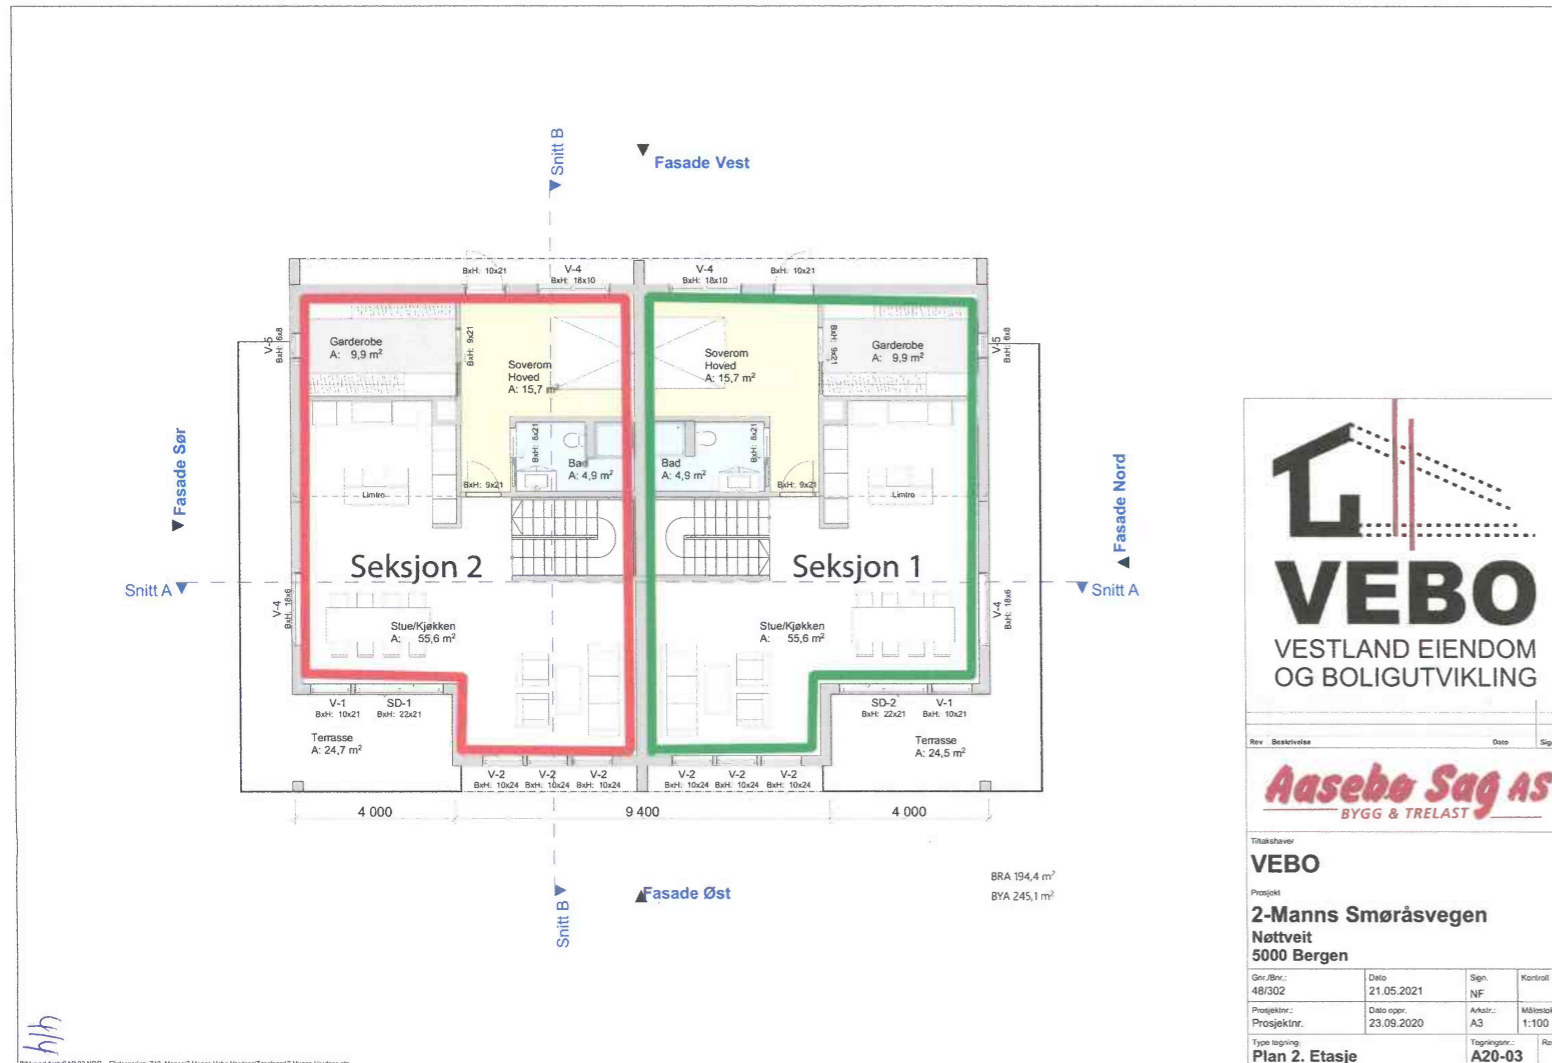 Snitt B
Fasade Vest
BxH: 10x21
V-4
BxH: 18x10
V-4
BxH: 18x10
BxH: 10x21
V-5
BxH: 6x8
Garderobe
A: 9,9 m²
BxH: 9x21
Soverom
Hoved
A: 15,7 m²
Soverom
Hoved
A: 15,7 m²
BxH: 9x21
Garderobe
A: 9,9 m²
V-5
BxH: 6x8
Fasade Sør
BxH: 8x21
Bad
A: 4,9 m²
Bad
A: 4,9 m²
BxH: 8x21
BxH: 9x21
BxH: 9x21
Limtre
Limtre
Fasade Nord
Seksjon 2
Seksjon 1
Snitt A
Snitt A
V-4
BxH: 18x6
Stue/Kjøkken
A: 55,6 m²
Stue/Kjøkken
A: 55,6 m²
V-4
BxH: 18x6
V-1
BxH: 10x21
SD-1
BxH: 22x21
SD-2
BxH: 22x21
V-1
BxH: 10x21
Terrasse
A: 24,7 m²
Terrasse
A: 24,5 m²
V-2
BxH: 10x24
V-2
BxH: 10x24
V-2
BxH: 10x24
V-2
BxH: 10x24
V-2
BxH: 10x24
V-2
BxH: 10x24
4 000
9 400
4 000
BRA 194,4 m²
BYA 245,1 m²
Fasade Øst
Snitt B
4/4
VEBO
VESTLAND EIENDOM
OG BOLIGUTVIKLING
Rev Beskrivelse Dato
Aasebø Sag AS
BYGG & TRELAST
Tiltakshaver
VEBO
Prosjekt
2-Manns Smøråsvegen
Nøttveit
5000 Bergen
Gnr./Bnr.: Dato Sign. Kontroll
48/302 21.05.2021 NF
Prosjektnr.: Dato oppr. Arkstr.:
Prosjektnr. 23.09.2020 A3 1:100
Type tegning: Tegningsnr.:
Plan 2. Etasje A20-03